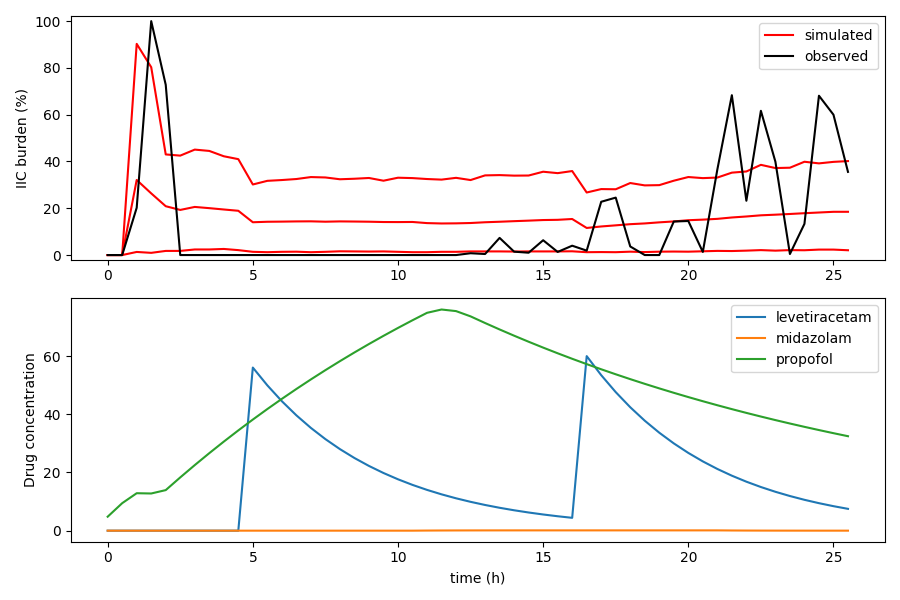 100
80
60
40
20
0
IIC burden (%)
simulated
observed
0 5 10 15 20 25
60
40
20
0
Drug concentration
levetiracetam
midazolam
propofol
0 5 10 15 20 25
time (h)